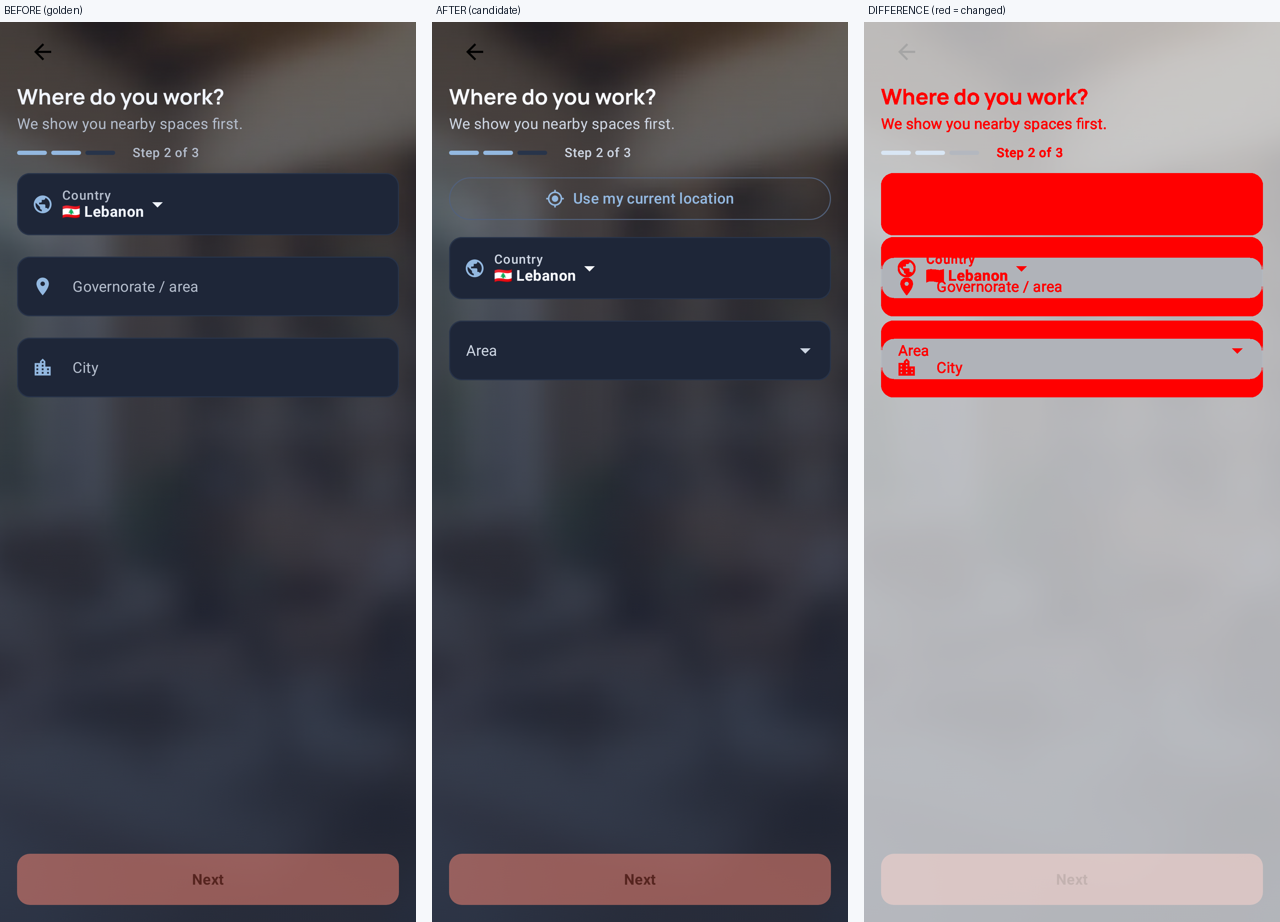 BEFORE (golden)
Where do you work?
We show you nearby spaces first.
Step 2 of 3
Country
Lebanon
Governorate / area
City
Next
AFTER (candidate)
Where do you work?
We show you nearby spaces first.
Step 2 of 3
Use my current location
Country
Lebanon
Area
Next
DIFFERENCE (red = changed)
Where do you work?
We show you nearby spaces first.
Step 2 of 3
Country
Lebanon
Governorate / area
Area
City
Next